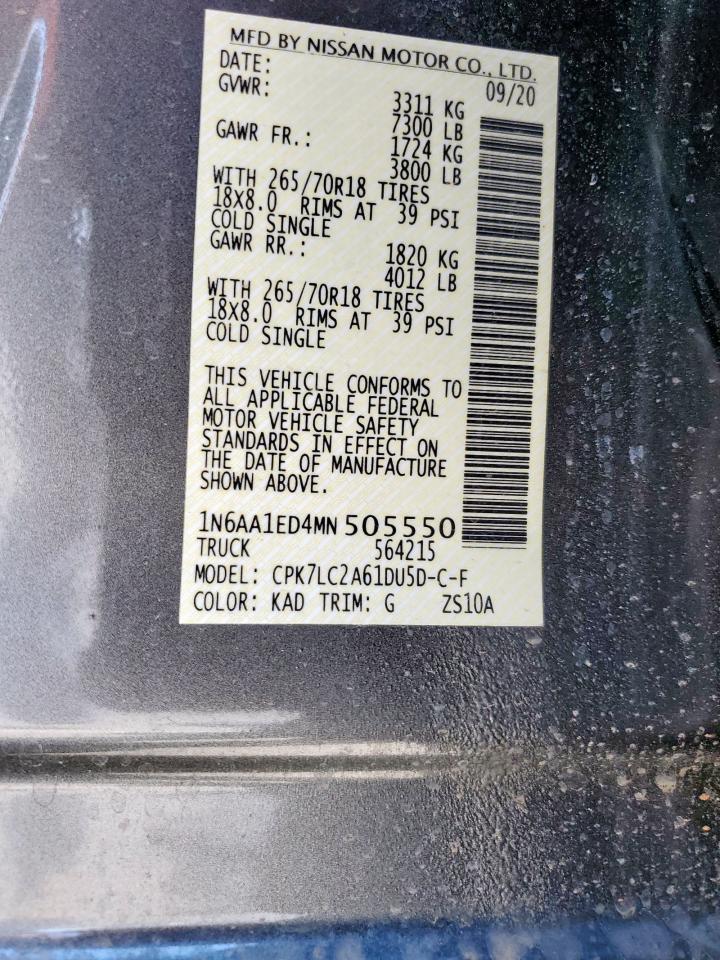 MFD BY NISSAN MOTOR CO., LTD.
DATE: 09/20
GVWR: 3311 KG
7300 LB
GAWR FR.: 1724 KG
3800 LB
WITH 265/70R18 TIRES
18X8.0 RIMS AT 39 PSI
COLD SINGLE
GAWR RR.: 1820 KG
4012 LB
WITH 265/70R18 TIRES
18X8.0 RIMS AT 39 PSI
COLD SINGLE
THIS VEHICLE CONFORMS TO
ALL APPLICABLE FEDERAL
MOTOR VEHICLE SAFETY
STANDARDS IN EFFECT ON
THE DATE OF MANUFACTURE
SHOWN ABOVE.
1N6AA1ED4MN 505550
TRUCK 564215
MODEL: CPK7LC2A61DU5D-C-F
COLOR: KAD TRIM: G ZS10A